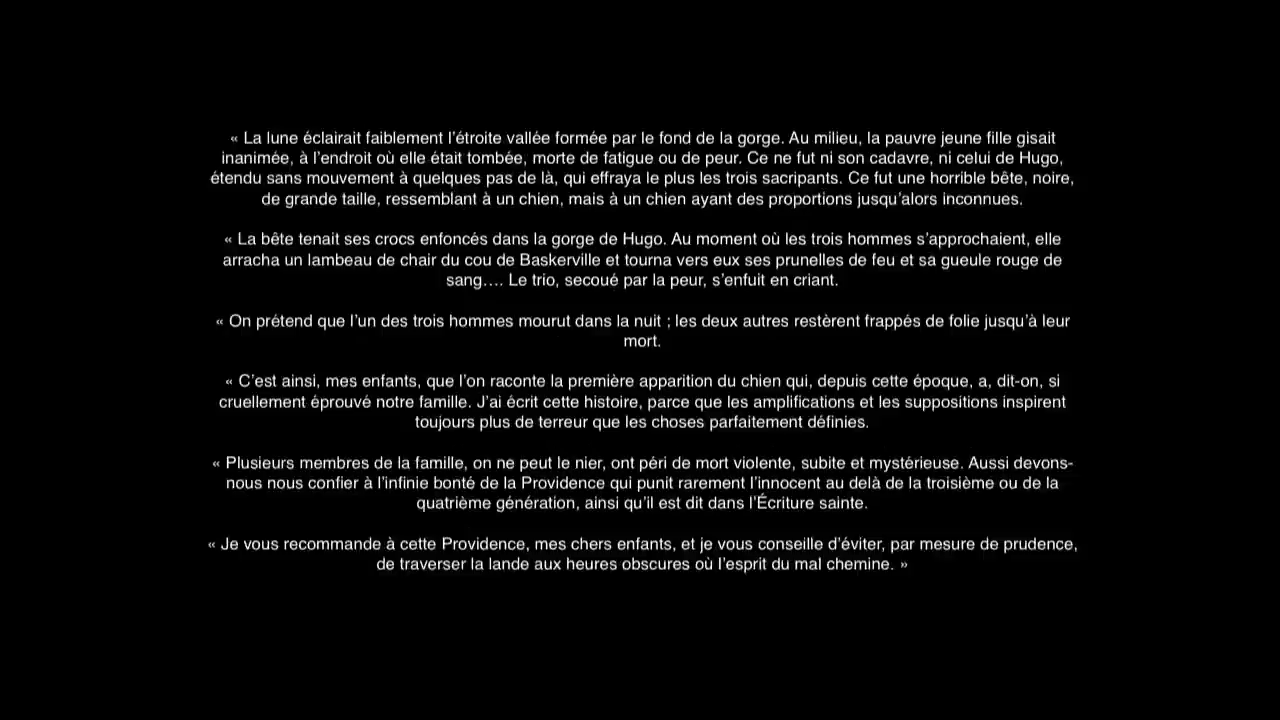 « La lune éclairait faiblement l’étroite vallée formée par le fond de la gorge. Au milieu, la pauvre jeune fille gisait
inanimée, à l’endroit où elle était tombée, morte de fatigue ou de peur. Ce ne fut ni son cadavre, ni celui de Hugo,
étendu sans mouvement à quelques pas de là, qui effraya le plus les trois sacripants. Ce fut une horrible bête, noire,
de grande taille, ressemblant à un chien, mais à un chien ayant des proportions jusqu’alors inconnues.
« La bête tenait ses crocs enfoncés dans la gorge de Hugo. Au moment où les trois hommes s’approchaient, elle
arracha un lambeau de chair du cou de Baskerville et tourna vers eux ses prunelles de feu et sa gueule rouge de
sang…. Le trio, secoué par la peur, s’enfuit en criant.
« On prétend que l’un des trois hommes mourut dans la nuit ; les deux autres restèrent frappés de folie jusqu’à leur
mort.
« C’est ainsi, mes enfants, que l’on raconte la première apparition du chien qui, depuis cette époque, a, dit-on, si
cruellement éprouvé notre famille. J’ai écrit cette histoire, parce que les amplifications et les suppositions inspirent
toujours plus de terreur que les choses parfaitement définies.
« Plusieurs membres de la famille, on ne peut le nier, ont péri de mort violente, subite et mystérieuse. Aussi devons-
nous nous confier à l’infinie bonté de la Providence qui punit rarement l’innocent au delà de la troisième ou de la
quatrième génération, ainsi qu’il est dit dans l’Écriture sainte.
« Je vous recommande à cette Providence, mes chers enfants, et je vous conseille d’éviter, par mesure de prudence,
de traverser la lande aux heures obscures où l’esprit du mal chemine. »